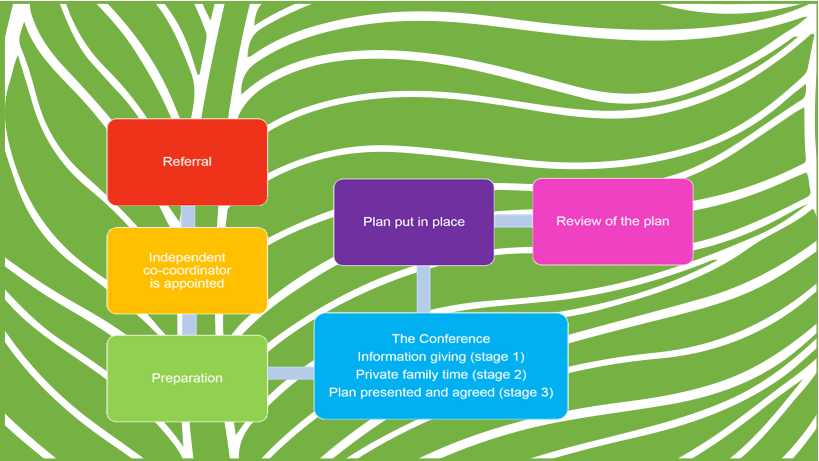 Referral
Independent
co-coordinator
is appointed
Preparation
The Conference
Information giving (stage 1)
Private family time (stage 2)
Plan presented and agreed (stage 3)
Plan put in place
Review of the plan